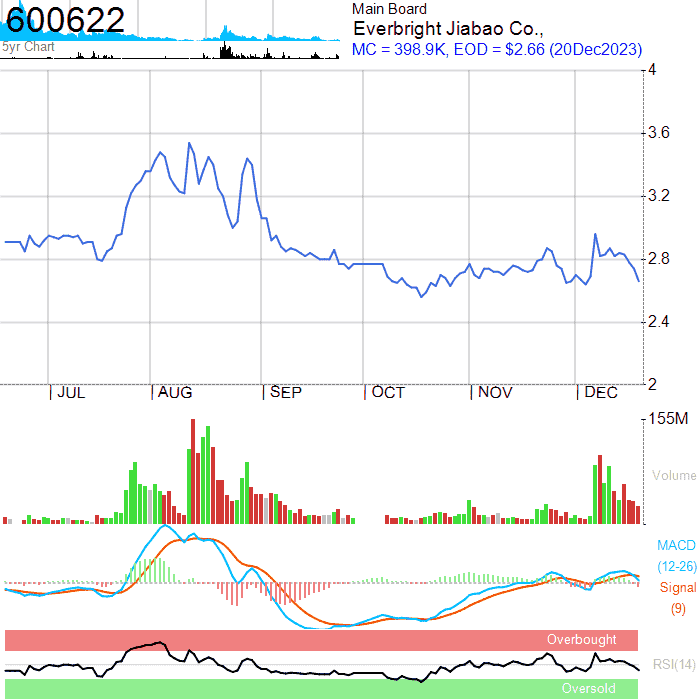 600622
5yr Chart
Main Board
Everbright Jiabao Co.,
MC = 398.9K, EOD = $2.66 (20Dec2023)
4
3.6
3.2
2.8
2.4
2
JUL AUG SEP OCT NOV DEC
155M
Volume
MACD
(12-26)
Signal
(9)
Overbought
RSI(14)
Oversold